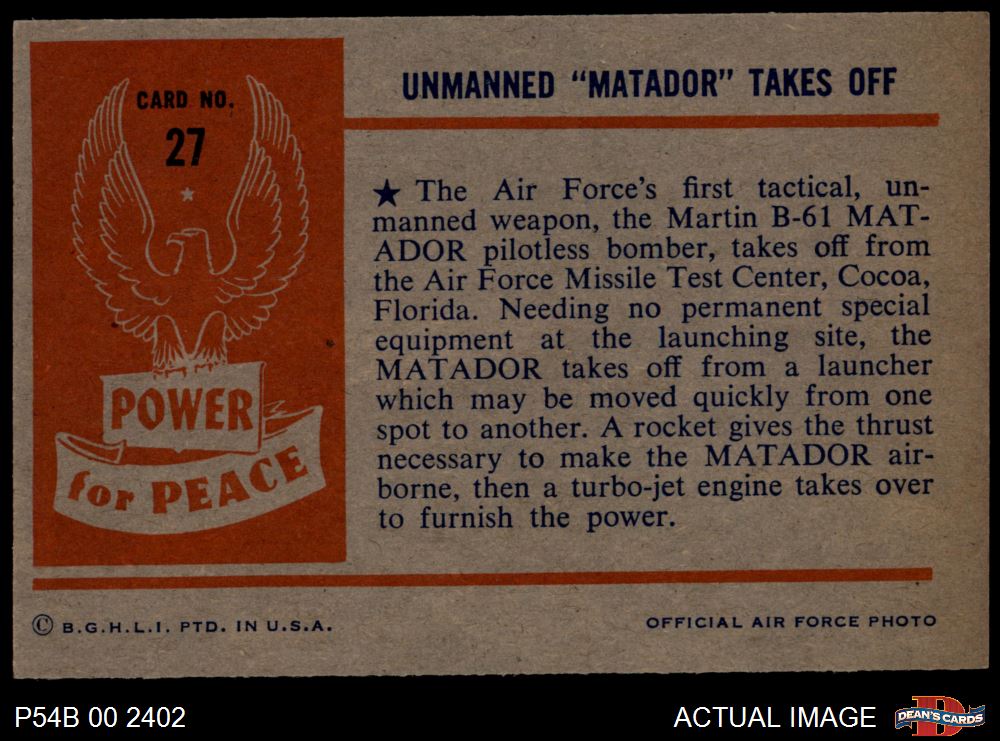 CARD NO.
27
POWER
for PEACE
UNMANNED “MATADOR” TAKES OFF
★ The Air Force's first tactical, un-
manned weapon, the Martin B-61 MAT-
ADOR pilotless bomber, takes off from
the Air Force Missile Test Center, Cocoa,
Florida. Needing no permanent special
equipment at the launching site, the
MATADOR takes off from a launcher
which may be moved quickly from one
spot to another. A rocket gives the thrust
necessary to make the MATADOR air-
borne, then a turbo-jet engine takes over
to furnish the power.
© B.G.H.L.I. PTD. IN U.S.A.
OFFICIAL AIR FORCE PHOTO
P54B 00 2402
ACTUAL IMAGE
DEAN'S CARDS